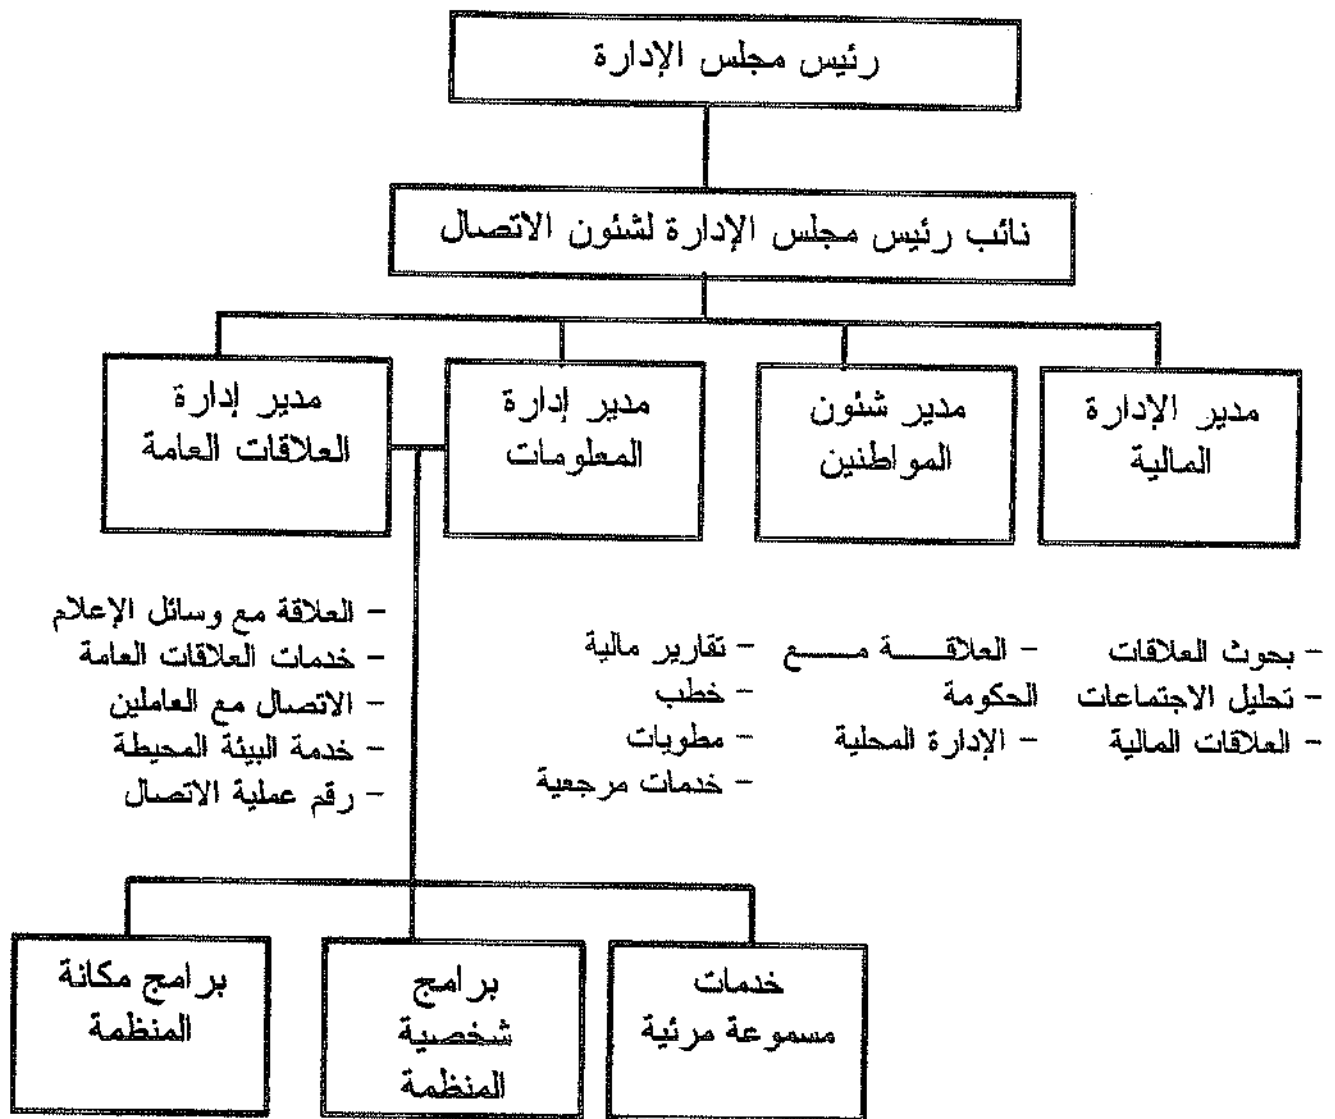 رئيس مجلس الإدارة
نائب رئيس مجلس الإدارة لشئون الاتصال
مدير الإدارة
المالية
مدير شئون
المواطنين
مدير إدارة
المعلومات
مدير إدارة
العلاقات العامة
- بحوث العلاقات
- تحليل الاجتماعات
- العلاقات المالية
- العلاقــــة مــــع
الحكومة
- الإدارة المحلية
- تقارير مالية
- خطب
- مطويات
- خدمات مرجعية
- العلاقة مع وسائل الإعلام
- خدمات العلاقات العامة
- الاتصال مع العاملين
- خدمة البيئة المحيطة
- رقم عملية الاتصال
خدمات
مسموعة مرئية
برامج
شخصية
المنظمة
برامج مكانة
المنظمة